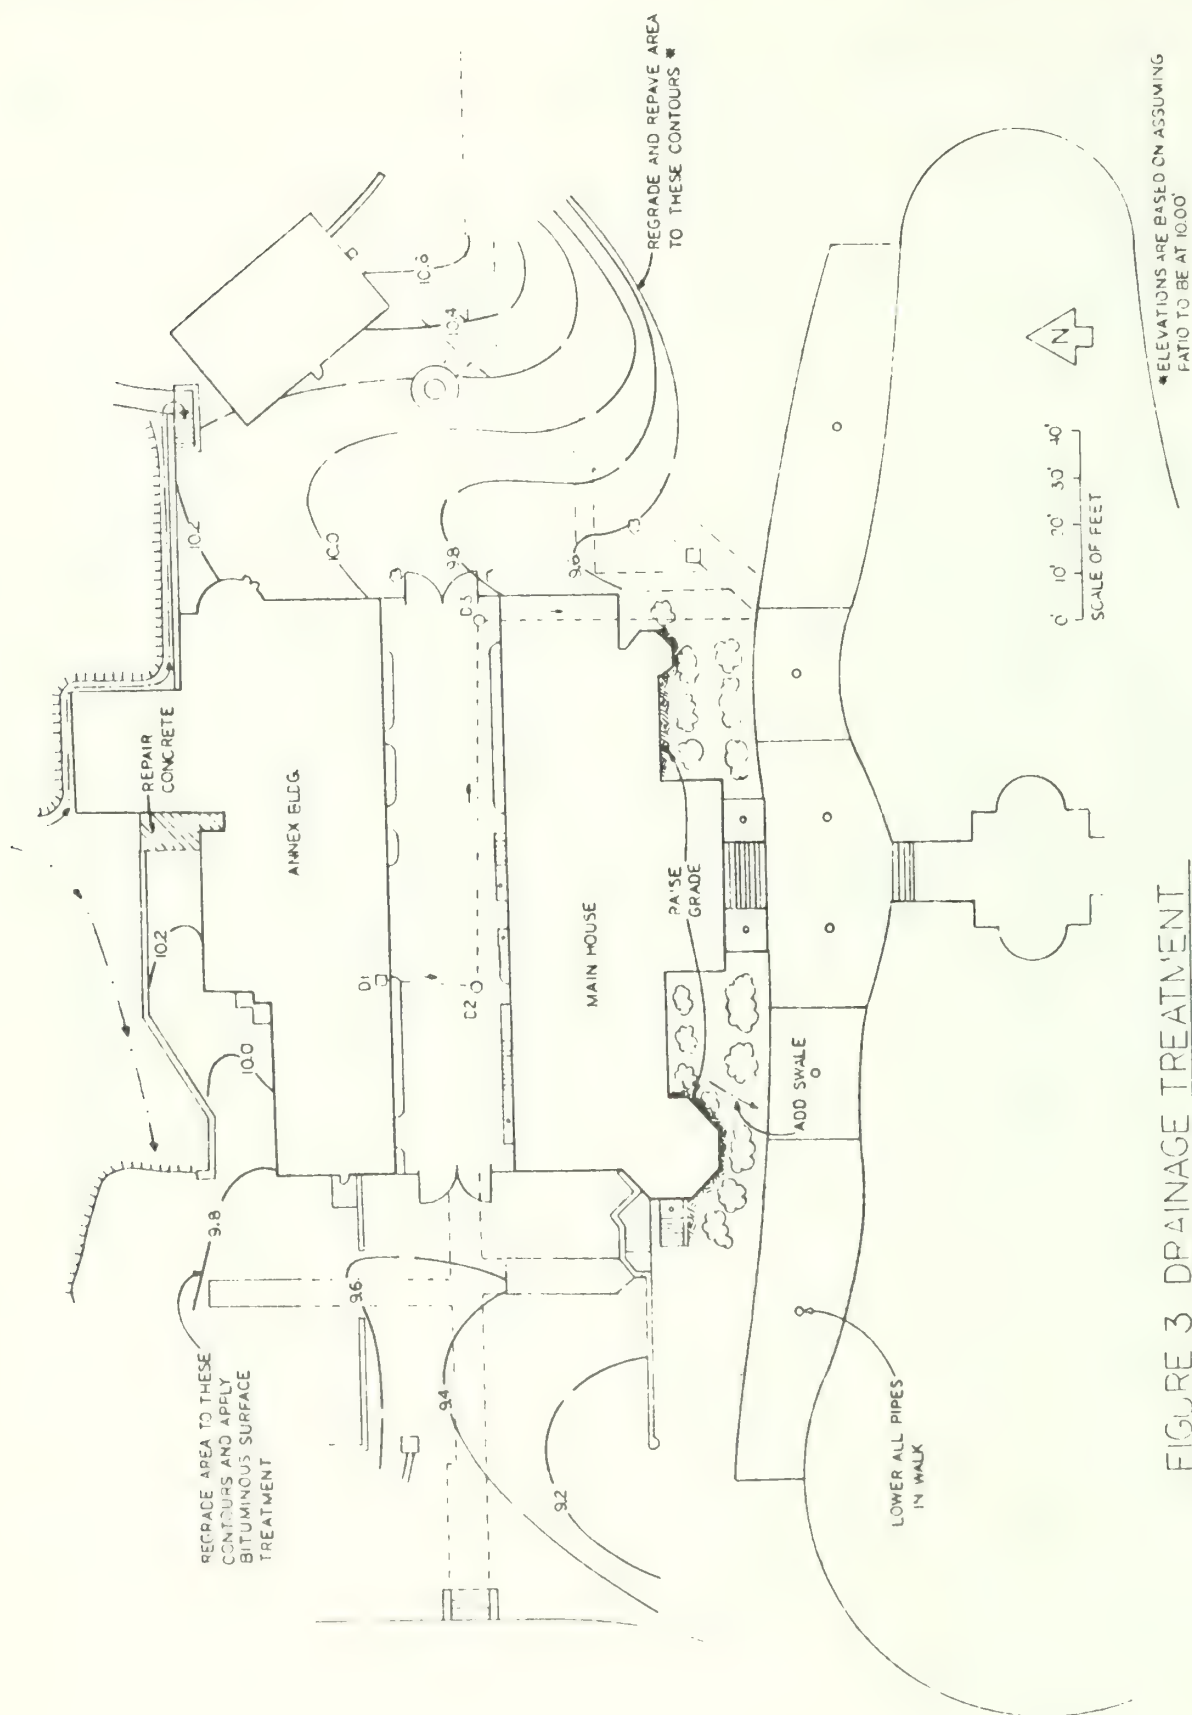 REGRADE AREA TO THESE
CONTOURS AND APPLY
BITUMINOUS SURFACE
TREATMENT
9.8
10.0
10.2
REPAIR
CONCRETE
10.2
ANNEX BLDG.
10.0
10.4
10.6
9.6
9.4
9.2
D1
D2
D3
9.8
9.6
MAIN HOUSE
RAISE
GRADE
ADD SWALE
LOWER ALL PIPES
IN WALK
REGRADE AND REPAVE AREA
TO THESE CONTOURS *
N
0' 10' 20' 30' 40'
SCALE OF FEET
*ELEVATIONS ARE BASED ON ASSUMING
PATIO TO BE AT 10.00'
FIGURE 3 DRAINAGE TREATMENT